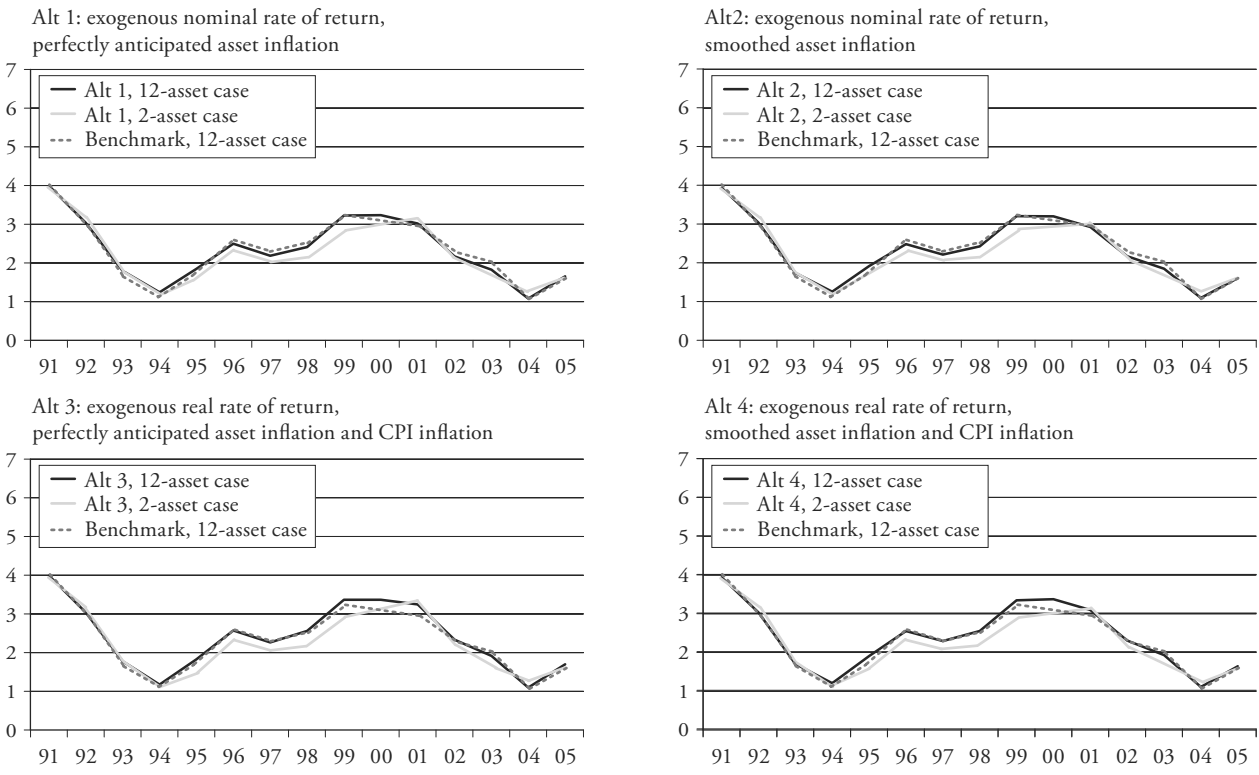 Alt 1: exogenous nominal rate of return,
perfectly anticipated asset inflation
7
6
5
4
3
2
1
0
Alt 1, 12-asset case
Alt 1, 2-asset case
Benchmark, 12-asset case
91 92 93 94 95 96 97 98 99 00 01 02 03 04 05
Alt2: exogenous nominal rate of return,
smoothed asset inflation
7
6
5
4
3
2
1
0
Alt 2, 12-asset case
Alt 2, 2-asset case
Benchmark, 12-asset case
91 92 93 94 95 96 97 98 99 00 01 02 03 04 05
Alt 3: exogenous real rate of return,
perfectly anticipated asset inflation and CPI inflation
7
6
5
4
3
2
1
0
Alt 3, 12-asset case
Alt 3, 2-asset case
Benchmark, 12-asset case
91 92 93 94 95 96 97 98 99 00 01 02 03 04 05
Alt 4: exogenous real rate of return,
smoothed asset inflation and CPI inflation
7
6
5
4
3
2
1
0
Alt 4, 12-asset case
Alt 4, 2-asset case
Benchmark, 12-asset case
91 92 93 94 95 96 97 98 99 00 01 02 03 04 05